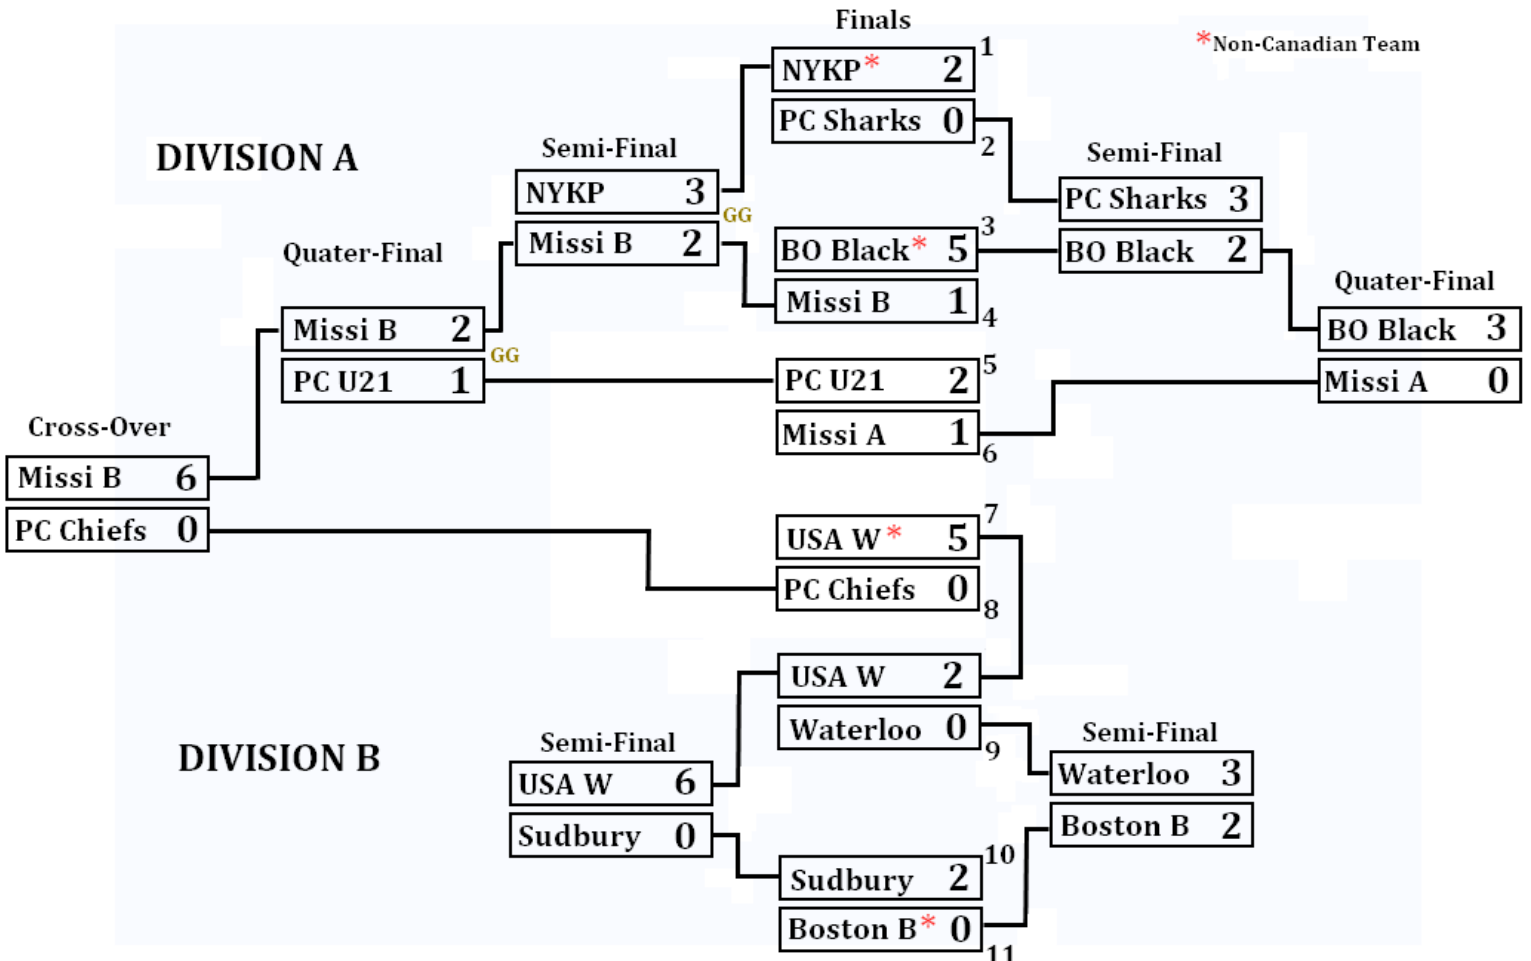 Finals
*Non-Canadian Team
NYKP* 2 1
PC Sharks 0 2
DIVISION A
Semi-Final
NYKP 3
GG
Missi B 2
Semi-Final
PC Sharks 3
BO Black 2
BO Black* 5 3
Missi B 1 4
Quater-Final
Missi B 2
GG
PC U21 1
Quater-Final
BO Black 3
Missi A 0
PC U21 2 5
Missi A 1 6
Cross-Over
Missi B 6
PC Chiefs 0
USA W* 5 7
PC Chiefs 0 8
USA W 2
Waterloo 0 9
DIVISION B
Semi-Final
USA W 6
Sudbury 0
Semi-Final
Waterloo 3
Boston B 2
Sudbury 2 10
Boston B* 0 11